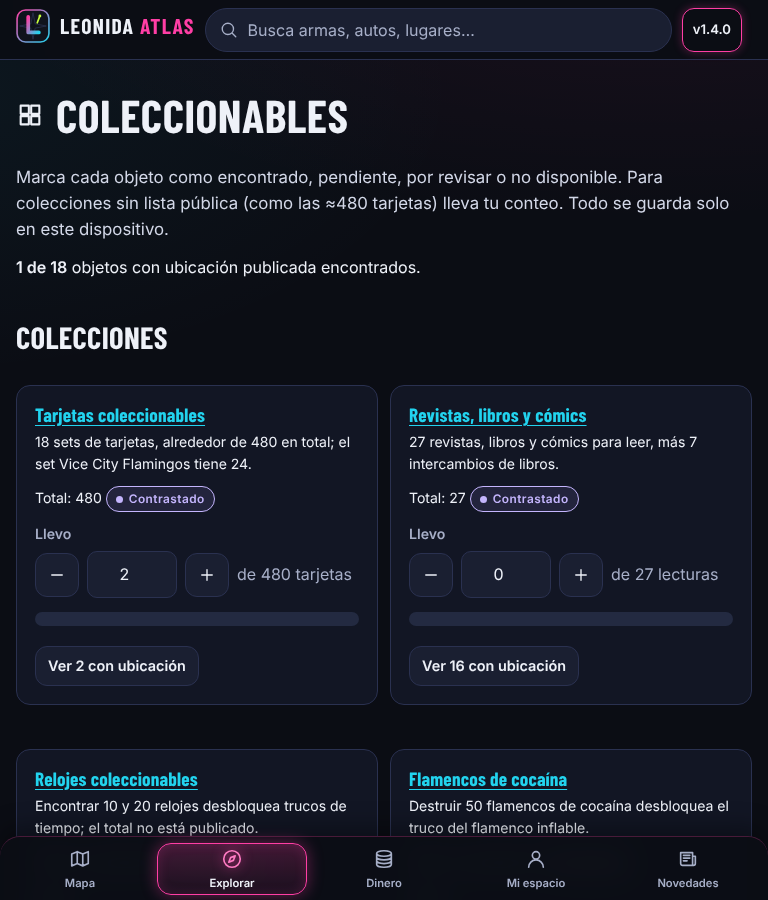 LEONIDA ATLAS
Busca armas, autos, lugares...
v1.4.0
COLECCIONABLES
Marca cada objeto como encontrado, pendiente, por revisar o no disponible. Para
colecciones sin lista pública (como las ≈480 tarjetas) lleva tu conteo. Todo se guarda solo
en este dispositivo.
1 de 18 objetos con ubicación publicada encontrados.
COLECCIONES
Tarjetas coleccionables
18 sets de tarjetas, alrededor de 480 en total; el
set Vice City Flamingos tiene 24.
Total: 480 Contrastado
Llevo
− 2 + de 480 tarjetas
Ver 2 con ubicación
Revistas, libros y cómics
27 revistas, libros y cómics para leer, más 7
intercambios de libros.
Total: 27 Contrastado
Llevo
− 0 + de 27 lecturas
Ver 16 con ubicación
Relojes coleccionables
Encontrar 10 y 20 relojes desbloquea trucos de
tiempo; el total no está publicado.
Flamencos de cocaína
Destruir 50 flamencos de cocaína desbloquea el
truco del flamenco inflable.
Mapa
Explorar
Dinero
Mi espacio
Novedades